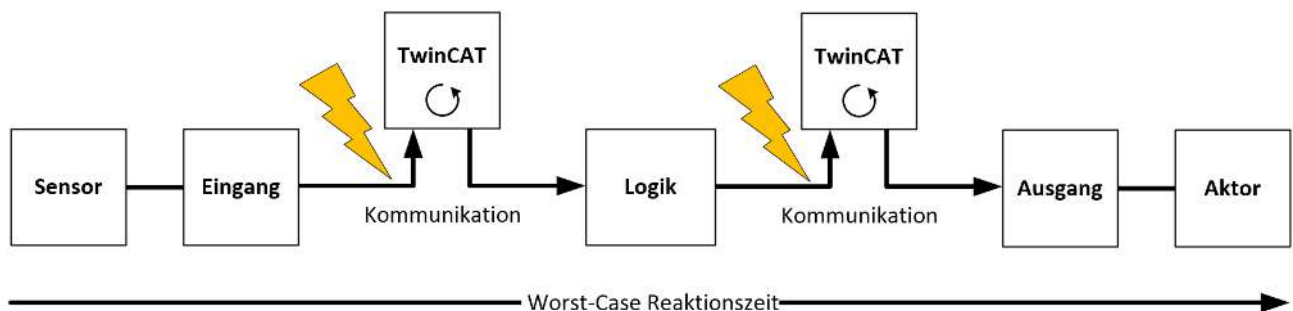 TwinCAT
TwinCAT
Sensor
Eingang
Logik
Ausgang
Aktor
Kommunikation
Kommunikation
Worst-Case Reaktionszeit